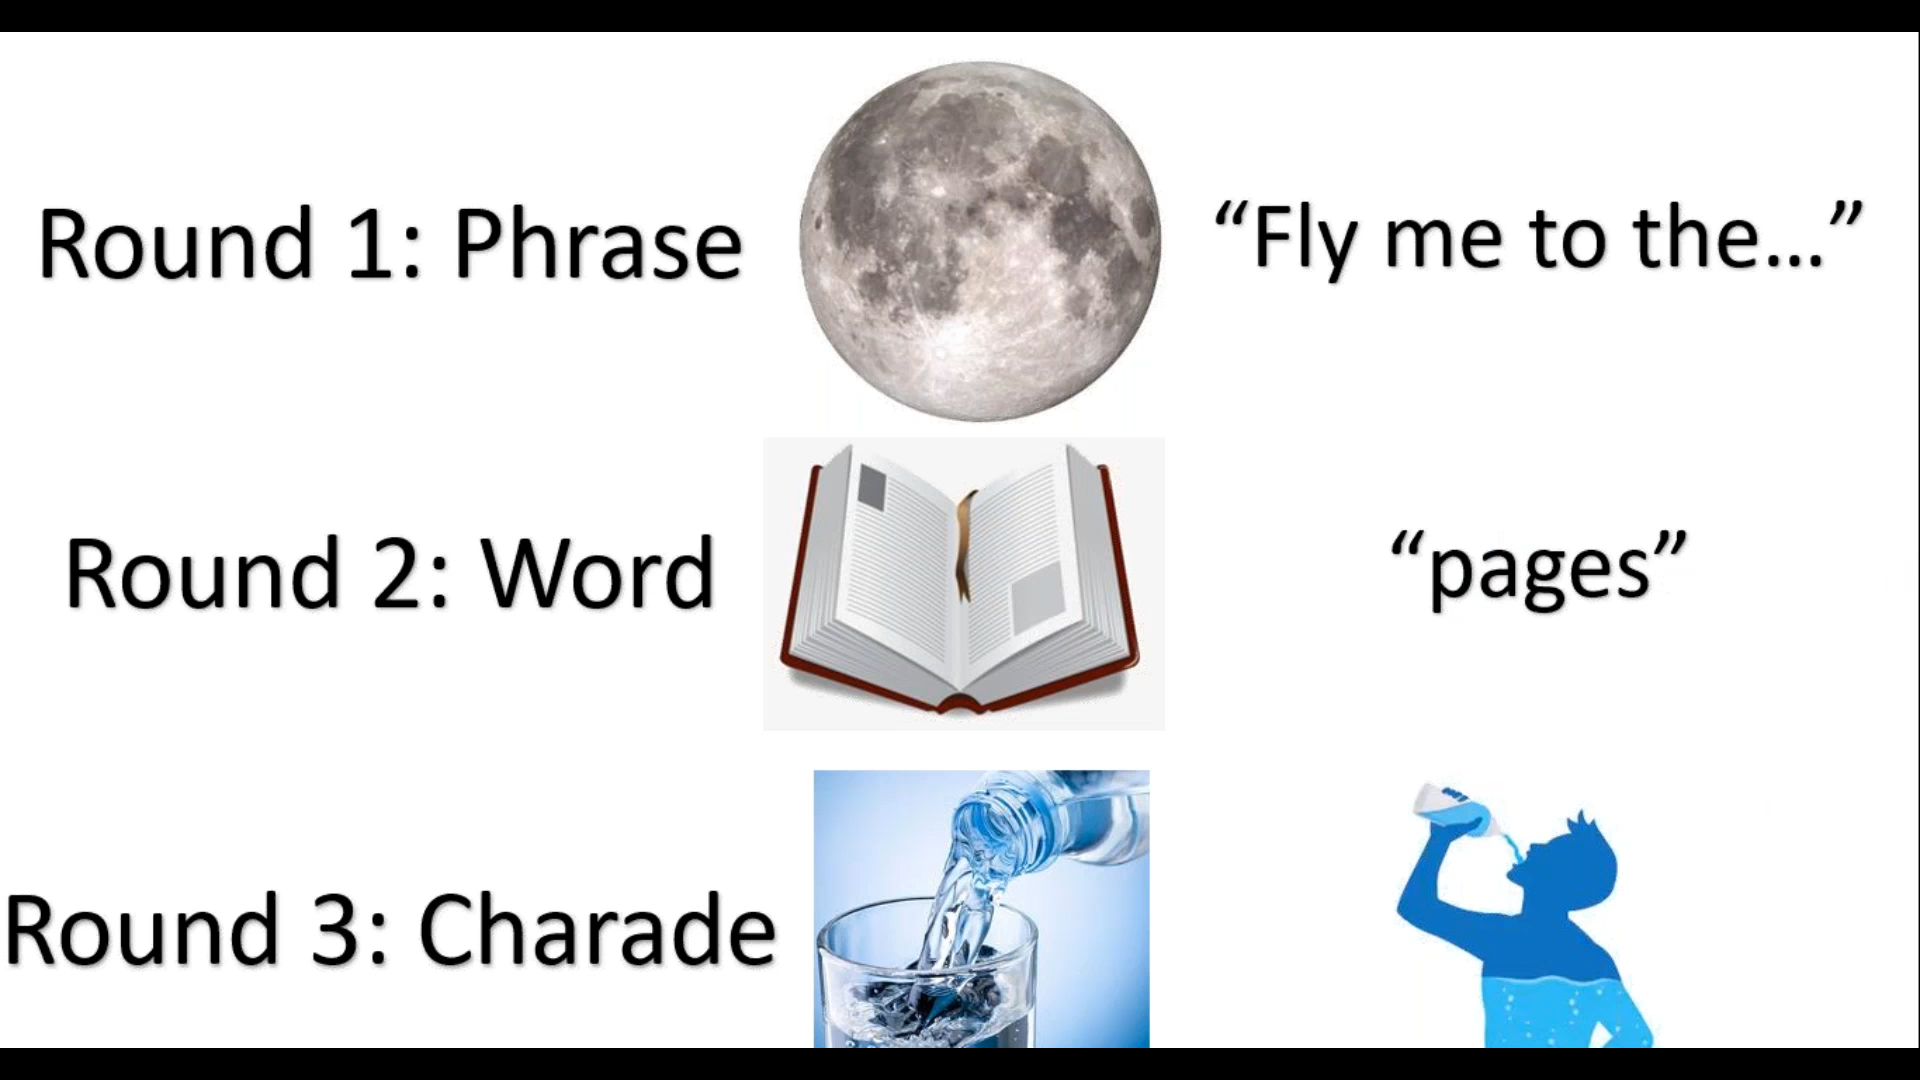 Round 1: Phrase
“Fly me to the...”
Round 2: Word
“pages”
Round 3: Charade